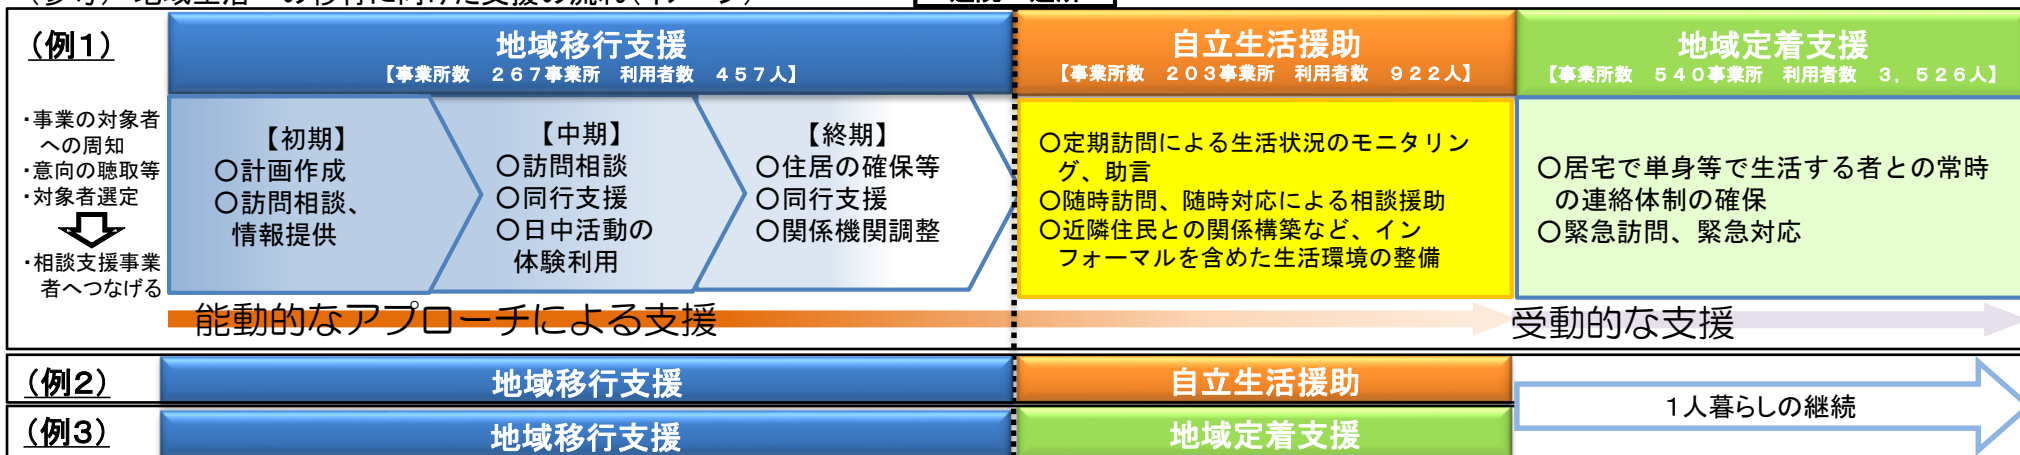 （例１）
地域移行支援
【事業所数　２６７事業所　利用者数　４５７人】
自立生活援助
【事業所数　２０３事業所　利用者数　９２２人】
地域定着支援
【事業所数　５４０事業所　利用者数　３，５２６人】
・事業の対象者
への周知
・意向の聴取等
・対象者選定
・相談支援事業
者へつなげる
【初期】
〇計画作成
〇訪問相談、
情報提供
【中期】
〇訪問相談
〇同行支援
〇日中活動の
体験利用
【終期】
〇住居の確保等
〇同行支援
〇関係機関調整
〇定期訪問による生活状況のモニタリン
グ、助言
〇随時訪問、随時対応による相談援助
〇近隣住民との関係構築など、イン
フォーマルを含めた生活環境の整備
〇居宅で単身等で生活する者との常時
の連絡体制の確保
〇緊急訪問、緊急対応
能動的なアプローチによる支援
受動的な支援
（例２）
地域移行支援
自立生活援助
１人暮らしの継続
（例３）
地域移行支援
地域定着支援